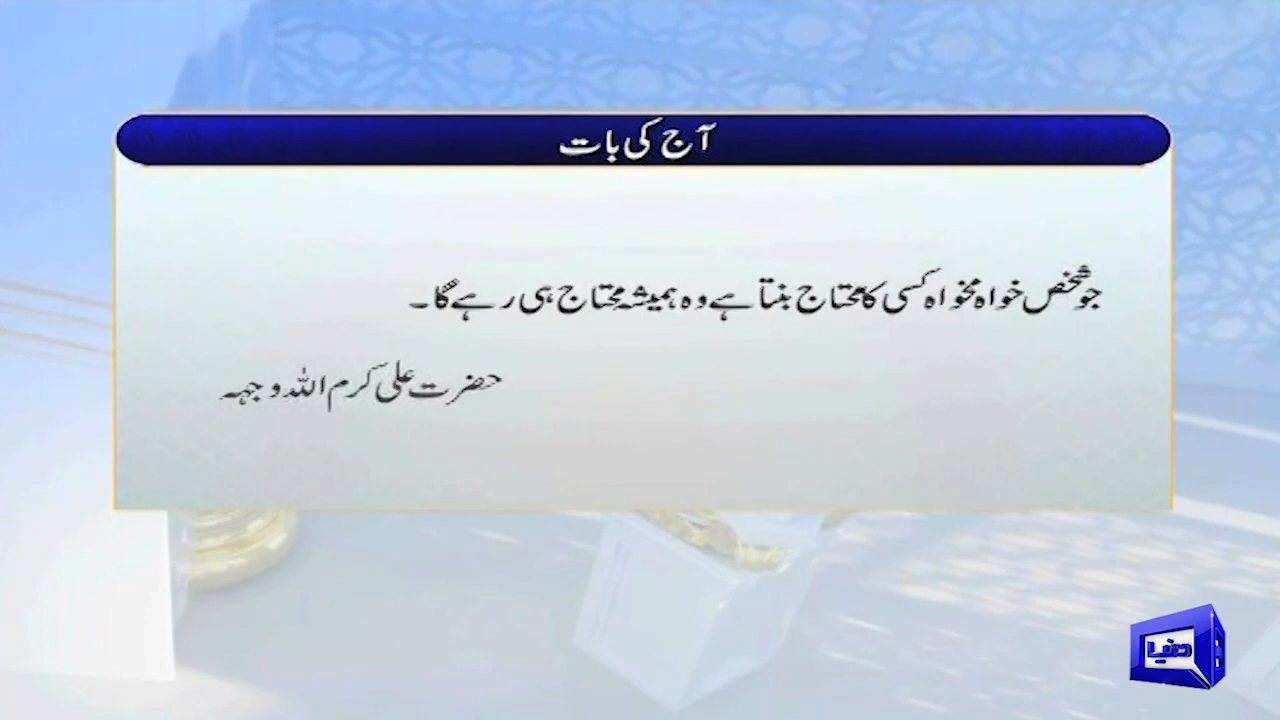 آج کی بات
جو شخص خواہ مخواہ کسی کا محتاج بنتا ہے وہ ہمیشہ محتاج ہی رہے گا ۔
حضرت علی کرم اللہ وجہہ
دنیا